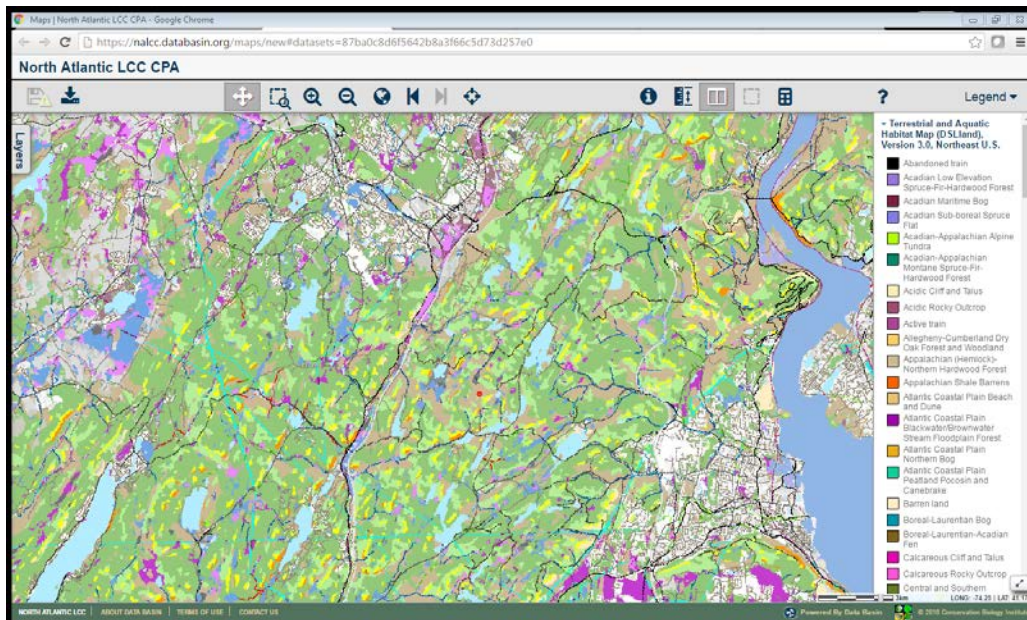 Maps | North Atlantic LCC CPA - Google Chrome
https://nalcc.databasin.org/maps/new#datasets=87ba0c8d6f5642b8a3f66c5d73d257e0
North Atlantic LCC CPA
? Legend
Layers
Terrestrial and Aquatic
Habitat Map (DSLland),
Version 3.0, Northeast U.S.
Abandoned train
Acadian Low Elevation
Spruce-Fir-Hardwood Forest
Acadian Maritime Bog
Acadian Sub-boreal Spruce
Flat
Acadian-Appalachian Alpine
Tundra
Acadian-Appalachian
Montane Spruce-Fir-
Hardwood Forest
Acidic Cliff and Talus
Acidic Rocky Outcrop
Active train
Allegheny-Cumberland Dry
Oak Forest and Woodland
Appalachian (Hemlock)-
Northern Hardwood Forest
Appalachian Shale Barrens
Atlantic Coastal Plain Beach
and Dune
Atlantic Coastal Plain
Blackwater/Brownwater
Stream Floodplain Forest
Atlantic Coastal Plain
Northern Bog
Atlantic Coastal Plain
Peatland Pocosin and
Canebrake
Barren land
Boreal-Laurentian Bog
Boreal-Laurentian-Acadian
Fen
Calcareous Cliff and Talus
Calcareous Rocky Outcrop
Central and Southern
3km
NORTH ATLANTIC LCC | ABOUT DATA BASIN | TERMS OF USE | CONTACT US
Powered By Data Basin
Conservation Biology Institute